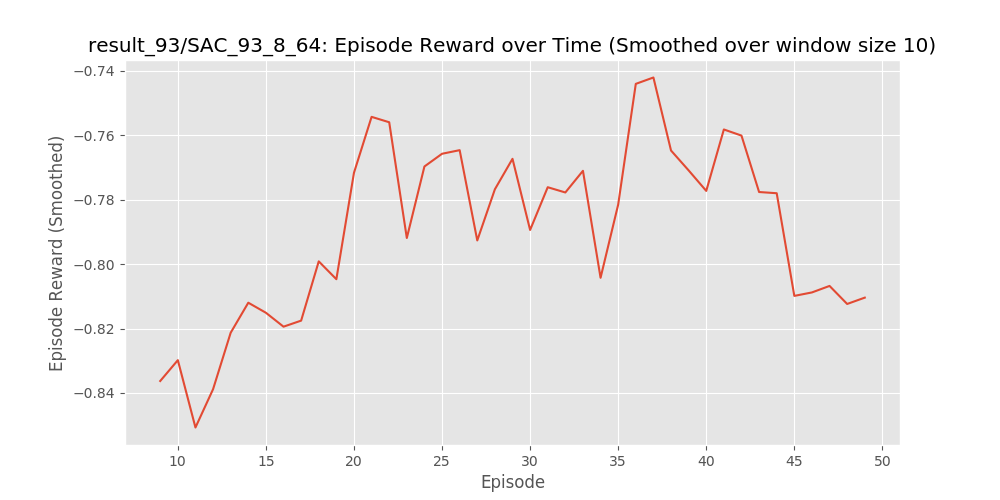 result_93/SAC_93_8_64: Episode Reward over Time (Smoothed over window size 10)
Episode Reward (Smoothed)
−0.74
−0.76
−0.78
−0.80
−0.82
−0.84
10 15 20 25 30 35 40 45 50
Episode